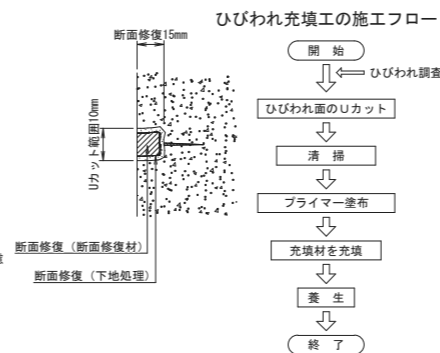 ひびわれ充填工の施工フロー
断面修復15mm
Uカット範囲10mm
断面修復（断面修復材）
断面修復（下地処理）
開　始
ひびわれ調査
ひびわれ面のUカット
清　掃
プライマー塗布
充填材を充填
養　生
終　了